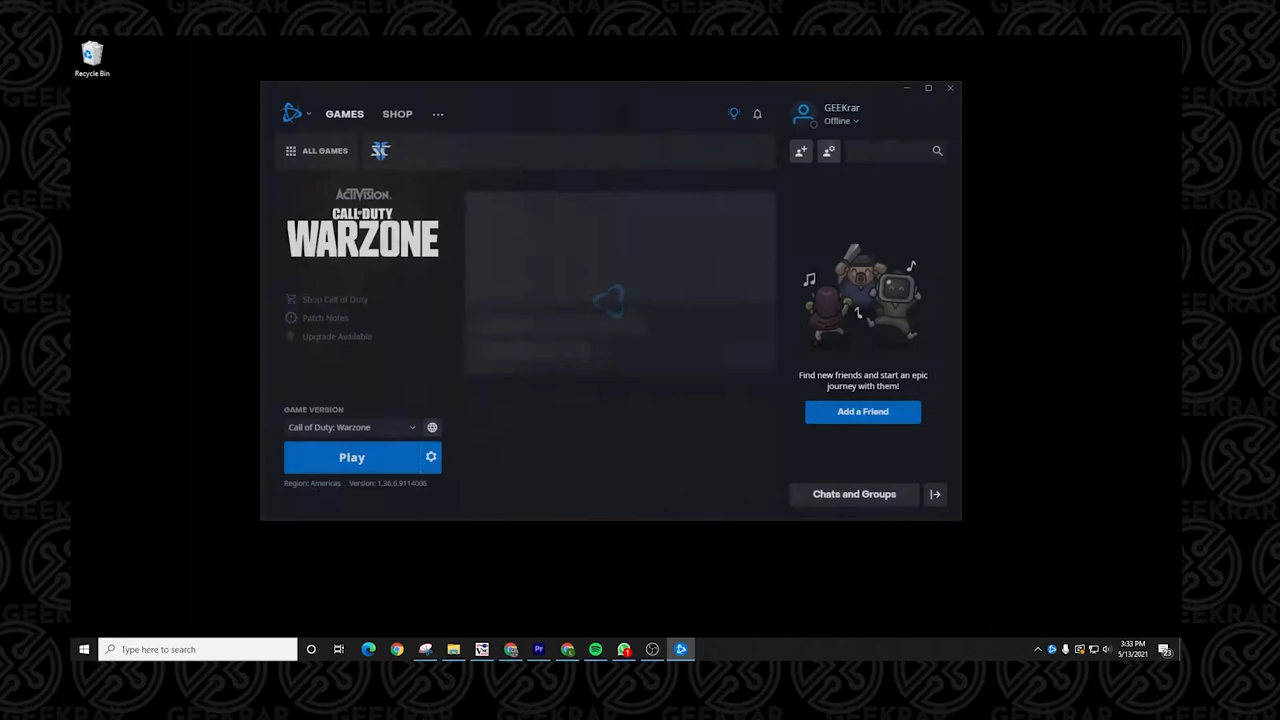 Recycle Bin
GAMES
SHOP
GEEKrar
Offline
ALL GAMES
ACTIVISION.
CALL OF DUTY
WARZONE
Shop Call of Duty
Patch Notes
Upgrade Available
Find new friends and start an epic
journey with them!
Add a Friend
GAME VERSION
Call of Duty: Warzone
Play
Region: Americas
Version: 1.36.6.9114006
Chats and Groups
Type here to search
Pr
3:33 PM
5/13/2021
23
GEEKRAR